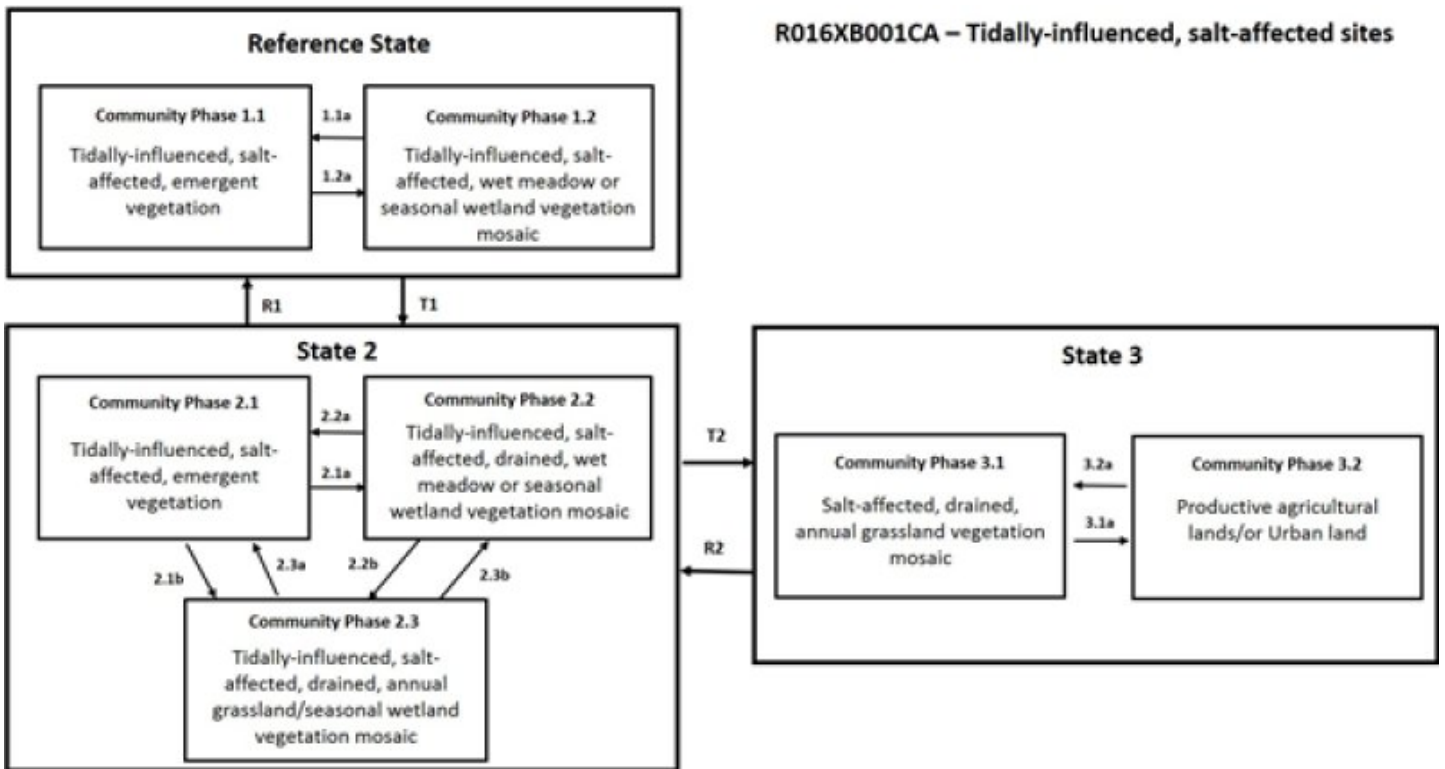 R016XB001CA – Tidally-influenced, salt-affected sites
Reference State
Community Phase 1.1
Tidally-influenced, salt-
affected, emergent
vegetation
1.1a
1.2a
Community Phase 1.2
Tidally-influenced, salt-
affected, wet meadow or
seasonal wetland vegetation
mosaic
R1
T1
State 2
Community Phase 2.1
Tidally-influenced, salt-
affected, emergent
vegetation
2.2a
2.1a
Community Phase 2.2
Tidally-influenced, salt-
affected, drained, wet
meadow or seasonal
wetland vegetation mosaic
2.1b
2.3a
2.2b
2.3b
Community Phase 2.3
Tidally-influenced, salt-
affected, drained, annual
grassland/seasonal wetland
vegetation mosaic
T2
R2
State 3
Community Phase 3.1
Salt-affected, drained,
annual grassland vegetation
mosaic
3.2a
3.1a
Community Phase 3.2
Productive agricultural
lands/or Urban land